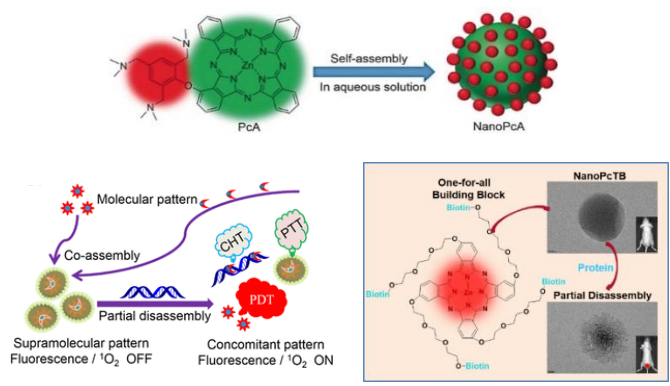 N
N
N
O
N
N
N
N
N
N
N
N
Zn
PcA
Self-assembly
In aqueous solution
NanoPcA
Molecular pattern
Co-assembly
CHT
PTT
PDT
Partial disassembly
Supramolecular pattern
Fluorescence / ¹O₂ OFF
Concomitant pattern
Fluorescence / ¹O₂ ON
One-for-all
Building Block
Biotin
Biotin
Biotin
Biotin
Zn
NanoPcTB
Protein
Partial Disassembly